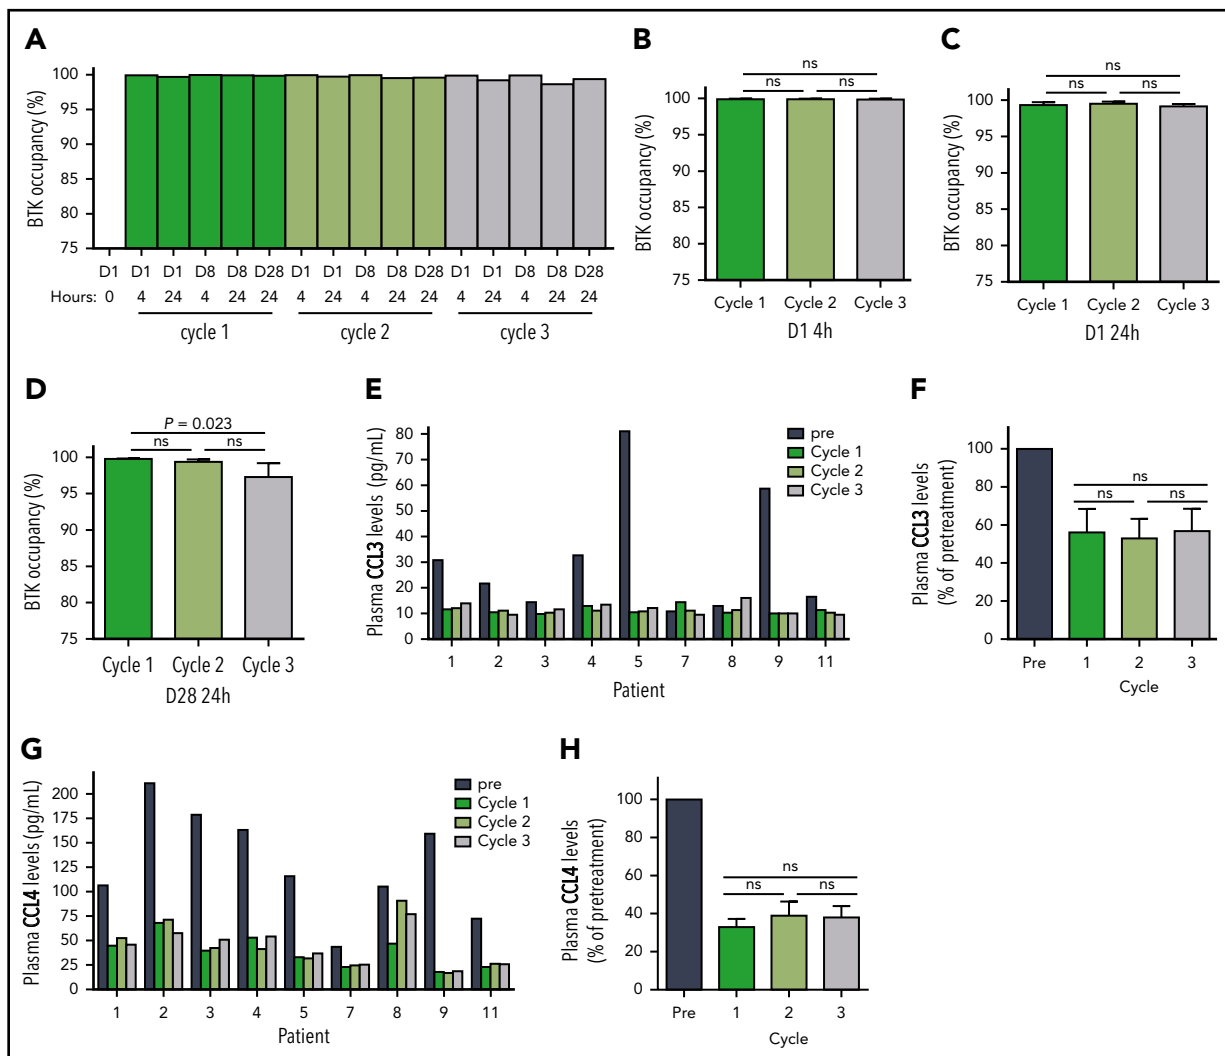 A
BTK occupancy (%)
100
95
90
85
80
75
D1 D1 D1 D8 D8 D28 D1 D1 D8 D8 D28 D1 D1 D8 D8 D28
Hours: 0 4 24 4 24 24 4 24 4 24 24 4 24 4 24 24
cycle 1 cycle 2 cycle 3
B
BTK occupancy (%)
ns
ns ns
100
95
90
85
80
75
Cycle 1 Cycle 2 Cycle 3
D1 4h
C
BTK occupancy (%)
ns
ns ns
100
95
90
85
80
75
Cycle 1 Cycle 2 Cycle 3
D1 24h
D
BTK occupancy (%)
P = 0.023
ns ns
100
95
90
85
80
75
Cycle 1 Cycle 2 Cycle 3
D28 24h
E
Plasma CCL3 levels (pg/mL)
80
70
60
50
40
30
20
10
0
pre
Cycle 1
Cycle 2
Cycle 3
1 2 3 4 5 7 8 9 11
Patient
F
Plasma CCL3 levels
(% of pretreatment)
100
80
60
40
20
0
ns
ns ns
Pre 1 2 3
Cycle
G
Plasma CCL4 levels (pg/mL)
200
175
150
125
100
75
50
25
0
pre
Cycle 1
Cycle 2
Cycle 3
1 2 3 4 5 7 8 9 11
Patient
H
Plasma CCL4 levels
(% of pretreatment)
100
80
60
40
20
0
ns
ns ns
Pre 1 2 3
Cycle